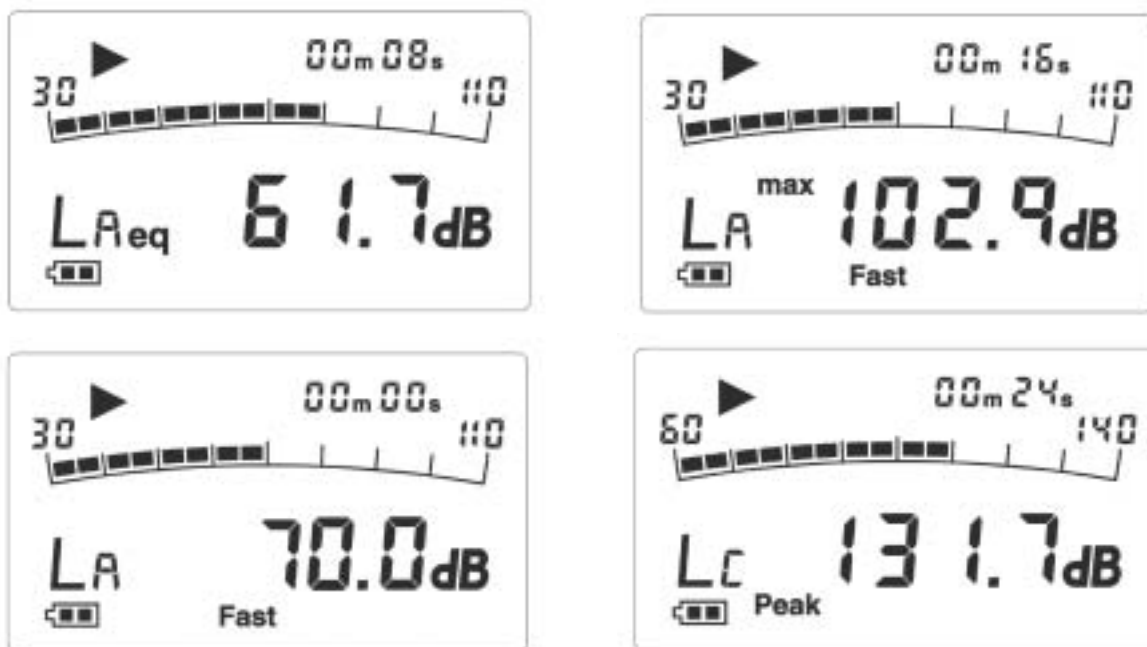 00m 08s
30 110
LAeq 61.7dB
00m 16s
30 110
max
LA 102.9dB
Fast
00m 00s
30 110
LA 70.0dB
Fast
00m 24s
60 140
LC 131.7dB
Peak